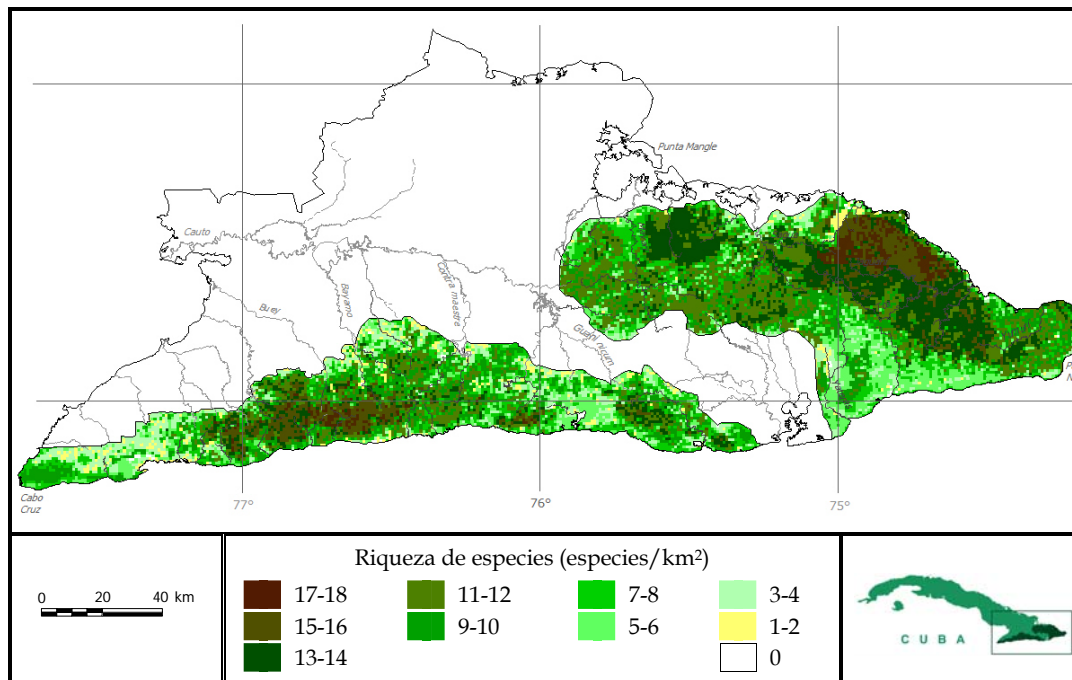 Punta Mangle
Cauto
Contra maestre
Bayamo
Buey
Cabo
Cruz
77°
76°
75°
Riqueza de especies (especies/km²)
17-18
11-12
7-8
3-4
15-16
9-10
5-6
1-2
13-14
0
0 20 40 km
CUBA